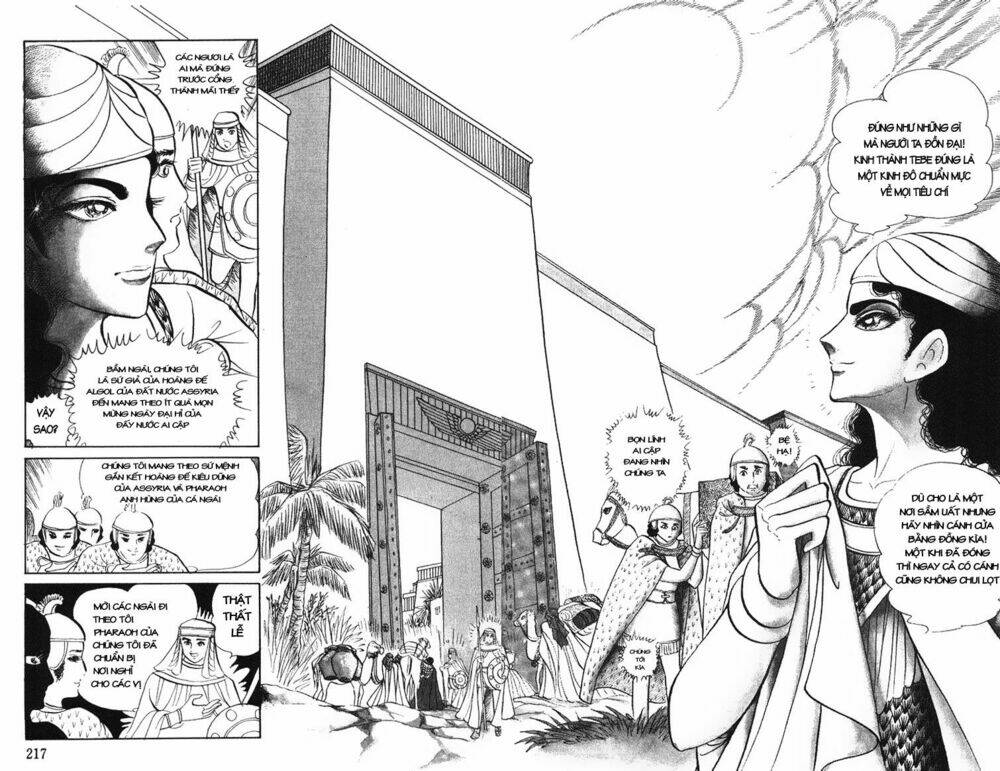 ĐÚNG NHƯ NHỮNG GÌ
MÀ NGƯỜI TA ĐỒN ĐẠI!
KINH THÀNH TEBE ĐÚNG LÀ
MỘT KINH ĐÔ CHUẨN MỰC
VỀ MỌI TIÊU CHÍ
BỆ
HẠ!
BỌN LÍNH
AI CẬP
ĐANG NHÌN
CHÚNG TA
DÙ CHO LÀ MỘT
NƠI SẦM UẤT NHƯNG
HÃY NHÌN CÁNH CỬA
BẰNG ĐỒNG KÌA!
MỘT KHI ĐÃ ĐÓNG
THÌ NGAY CẢ CÓ CÁNH
CŨNG KHÔNG CHUI LỌT
CHÚNG
TỚI
KÌA
CÁC NGƯƠI LÀ
AI MÀ ĐỨNG
TRƯỚC CỔNG
THÀNH MÃI THẾ?
BẨM NGÀI, CHÚNG TÔI
LÀ SỨ GIẢ CỦA HOÀNG ĐẾ
ALGOL CỦA ĐẤT NƯỚC ASSYRIA
ĐẾN MANG THEO ÍT QUÀ MỌN
MỪNG NGÀY ĐẠI HỈ CỦA
ĐẤY NƯỚC AI CẬP
VẬY
SAO?
CHÚNG TÔI MANG THEO SỨ MỆNH
GẮN KẾT HOÀNG ĐẾ KIÊU DŨNG
CỦA ASSYRIA VÀ PHARAOH
ANH HÙNG CỦA CÁ NGÀI
THẬT
THẤT
LỄ
MỜI CÁC NGÀI ĐI
THEO TÔI
PHARAOH CỦA
CHÚNG TÔI ĐÃ
CHUẨN BỊ
NƠI NGHỈ
CHO CÁC VỊ
217